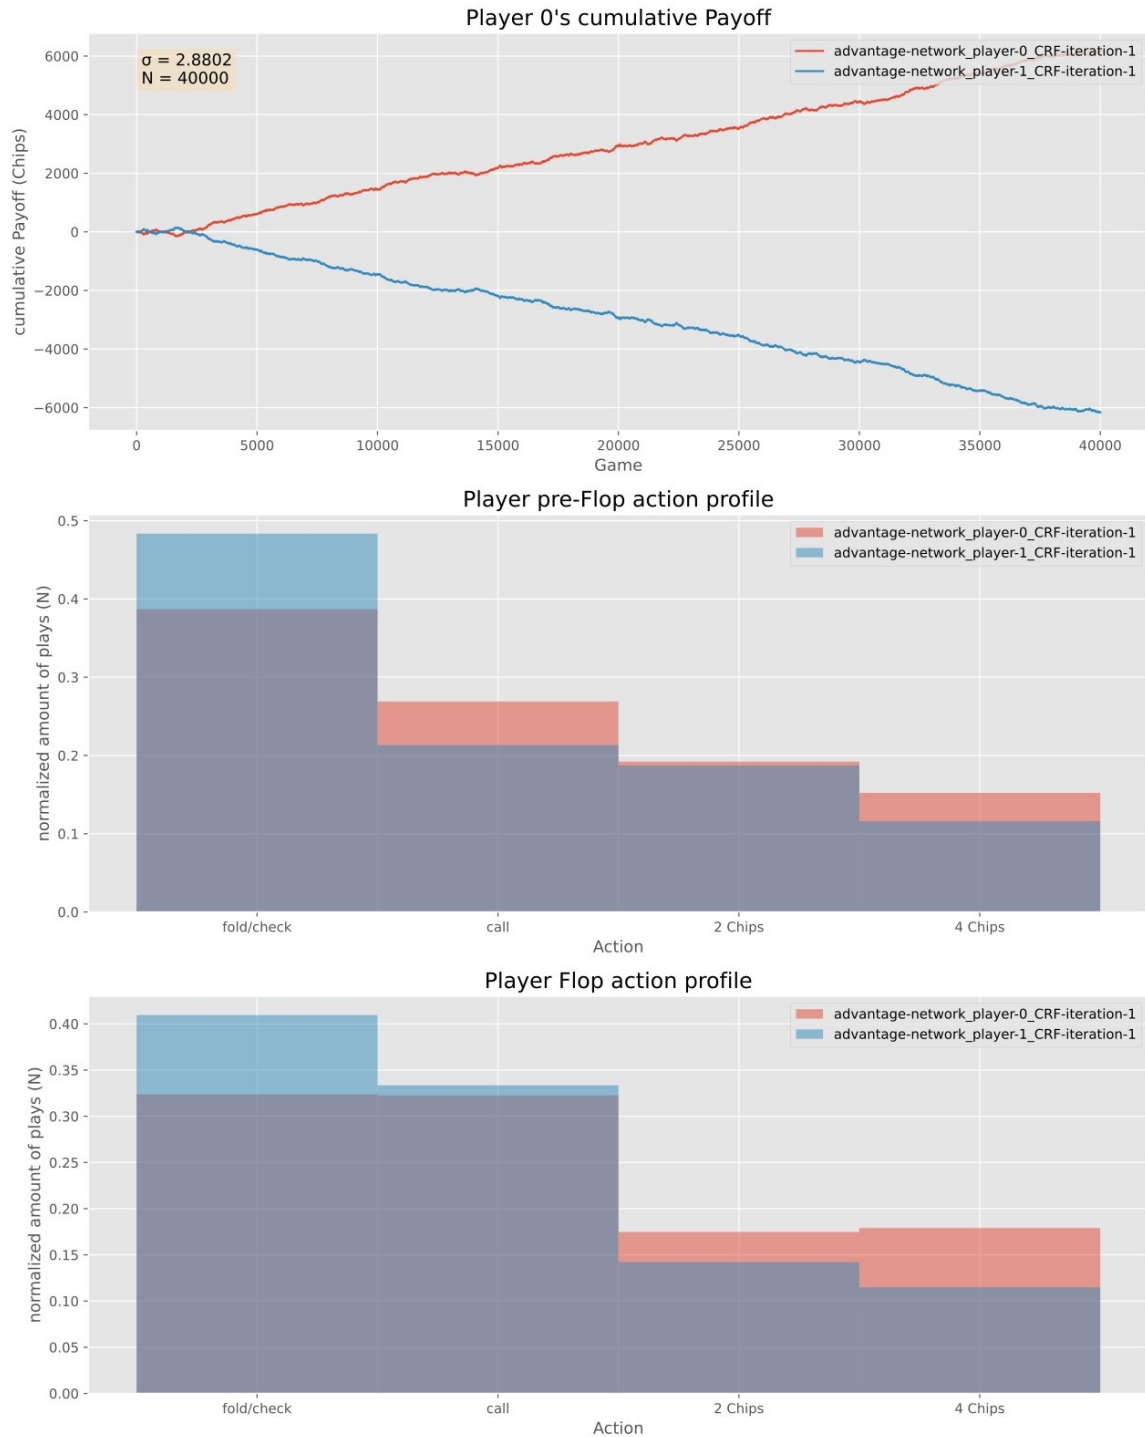 Player 0's cumulative Payoff
σ = 2.8802
N = 40000
advantage-network_player-0_CRF-iteration-1
advantage-network_player-1_CRF-iteration-1
cumulative Payoff (Chips)
6000
4000
2000
0
−2000
−4000
−6000
0 5000 10000 15000 20000 25000 30000 35000 40000
Game
Player pre-Flop action profile
advantage-network_player-0_CRF-iteration-1
advantage-network_player-1_CRF-iteration-1
normalized amount of plays (N)
0.5
0.4
0.3
0.2
0.1
0.0
fold/check call 2 Chips 4 Chips
Action
Player Flop action profile
advantage-network_player-0_CRF-iteration-1
advantage-network_player-1_CRF-iteration-1
normalized amount of plays (N)
0.40
0.35
0.30
0.25
0.20
0.15
0.10
0.05
0.00
fold/check call 2 Chips 4 Chips
Action